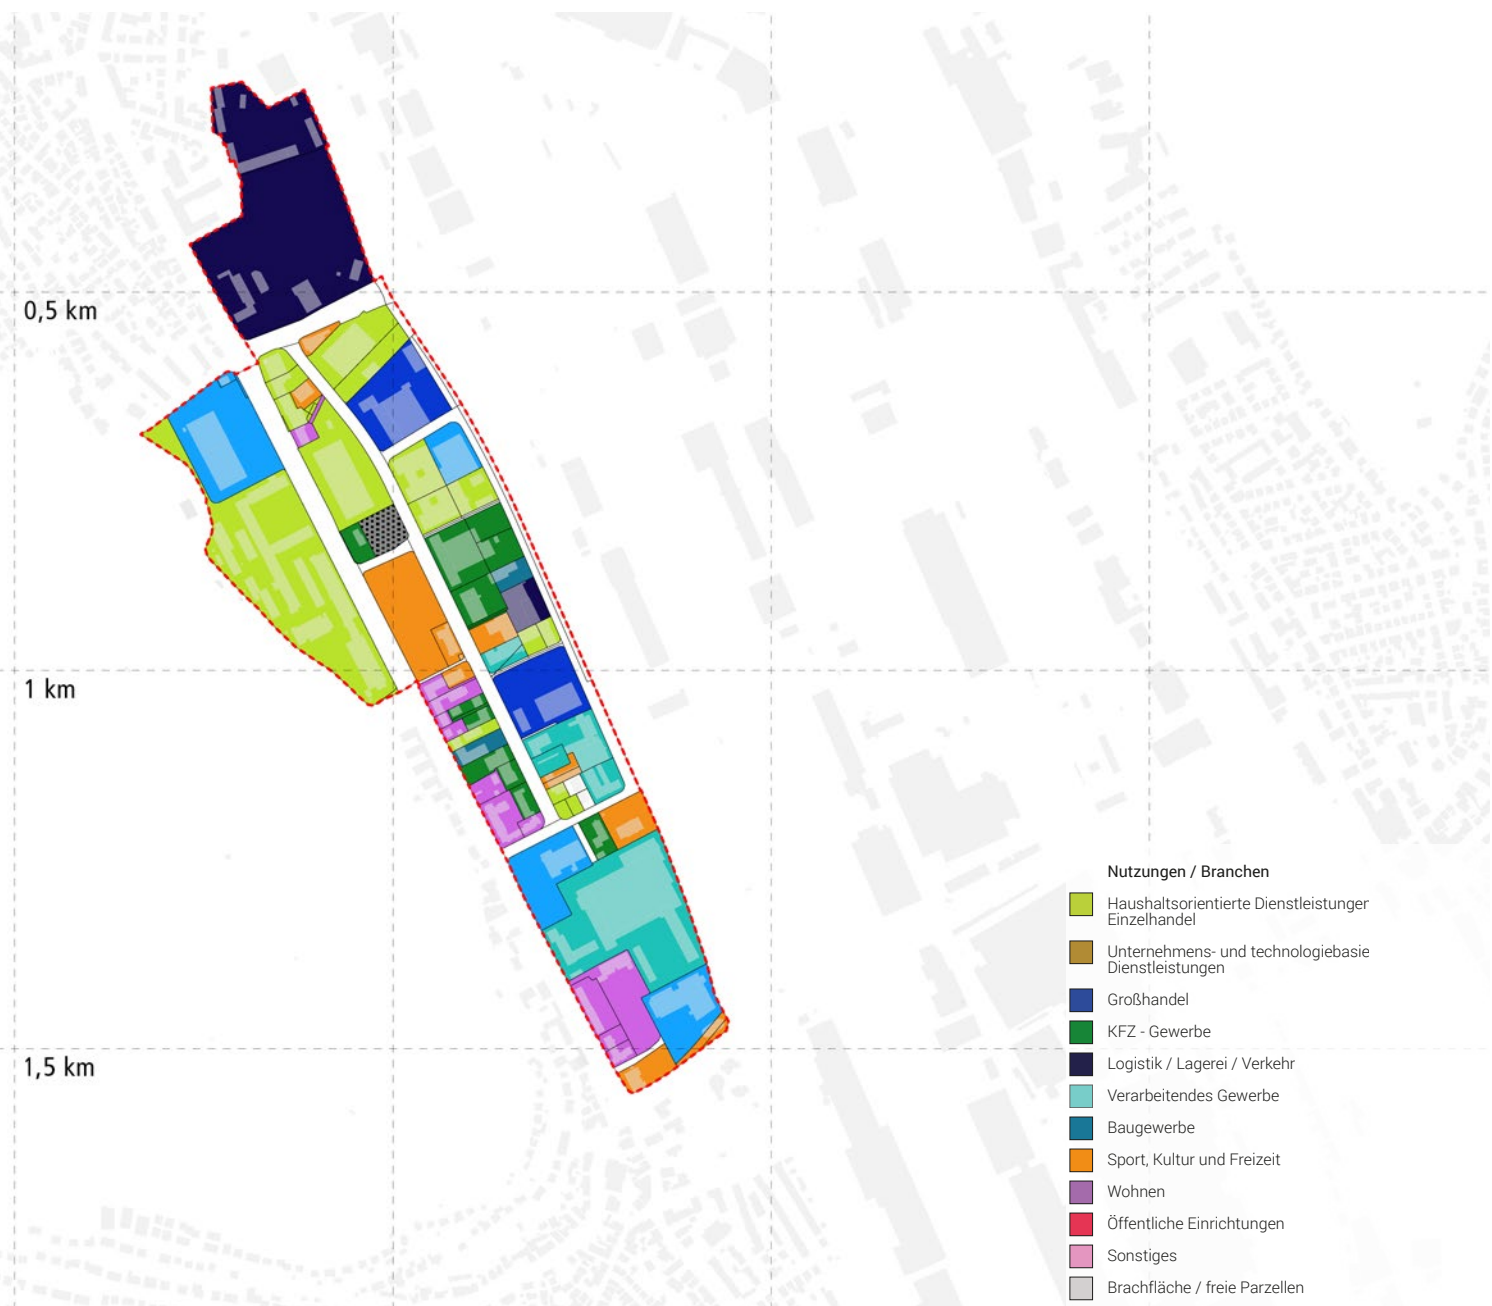 0,5 km
1 km
1,5 km
Nutzungen / Branchen
Haushaltsorientierte Dienstleistunger
Einzelhandel
Unternehmens- und technologiebasie
Dienstleistungen
Großhandel
KFZ - Gewerbe
Logistik / Lagerei / Verkehr
Verarbeitendes Gewerbe
Baugewerbe
Sport, Kultur und Freizeit
Wohnen
Öffentliche Einrichtungen
Sonstiges
Brachfläche / freie Parzellen